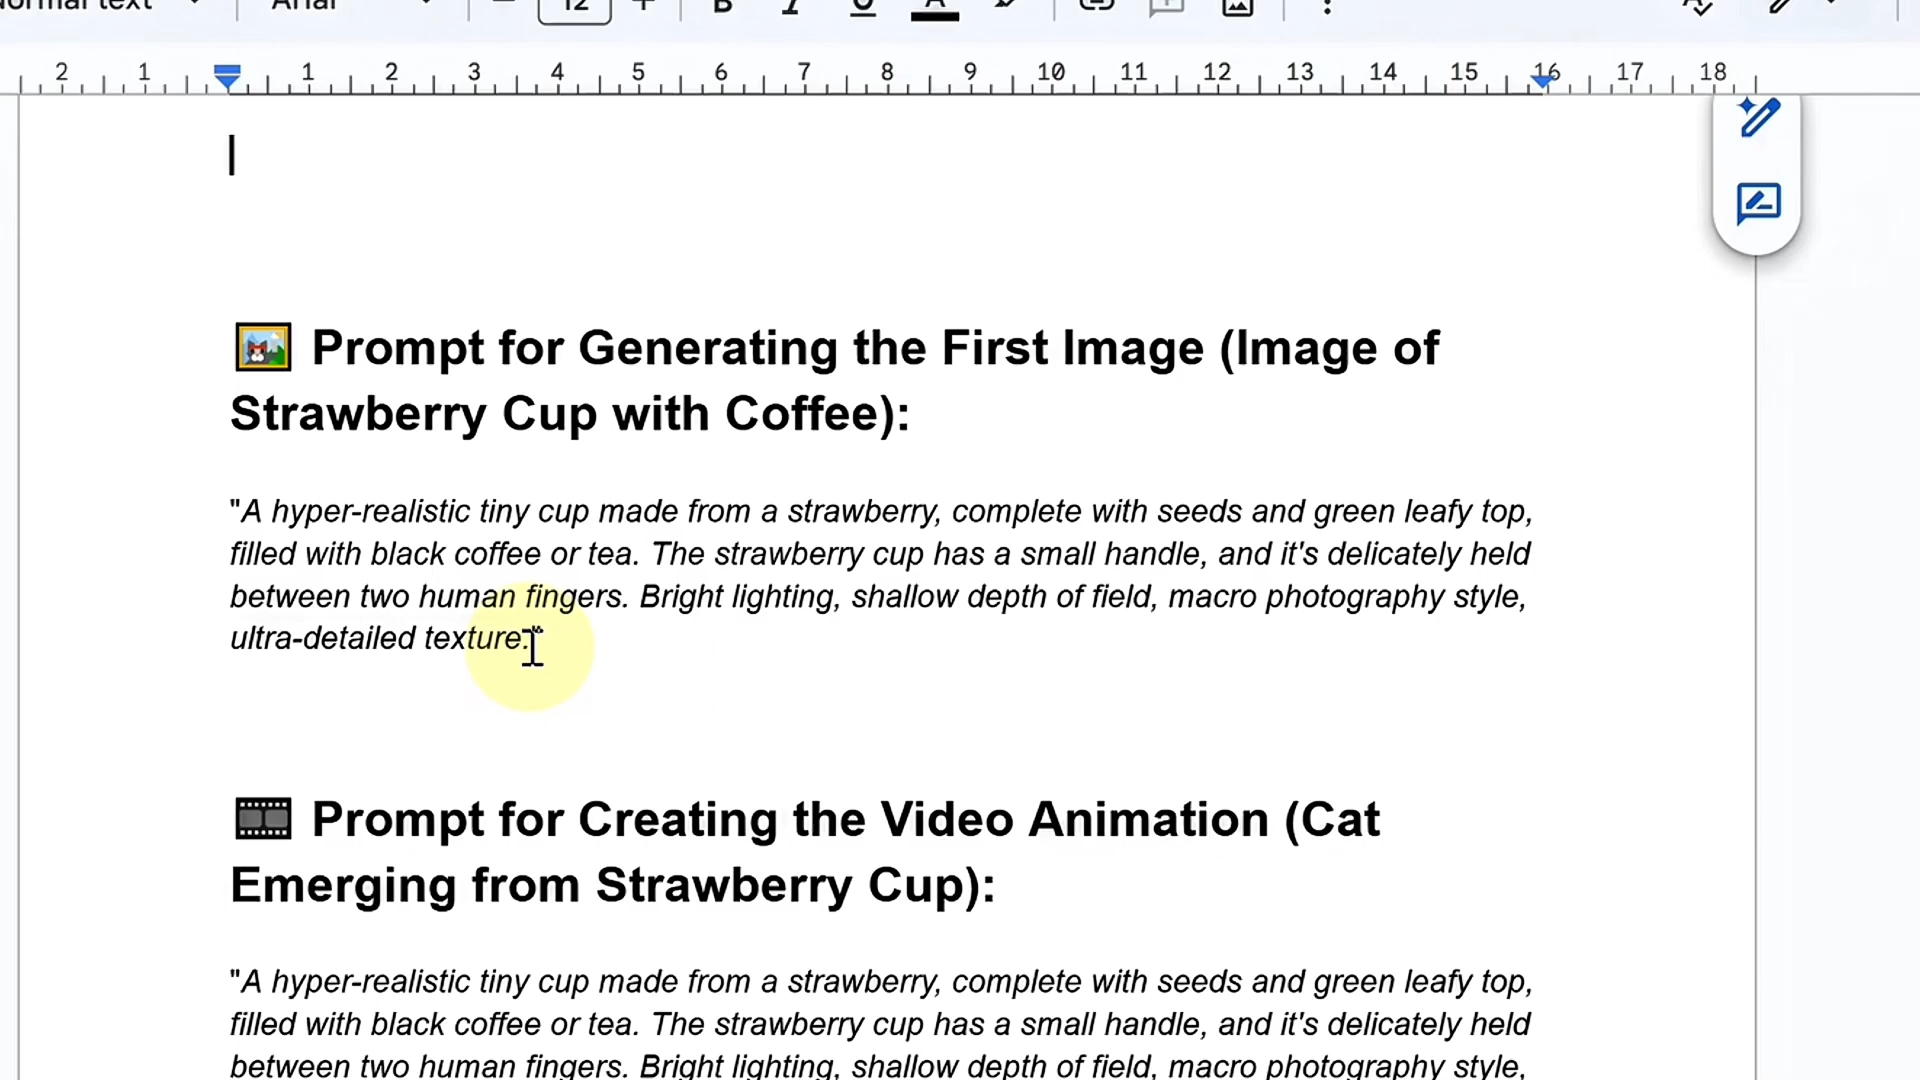 Normal text Arial 12 B I U A
2 1 1 2 3 4 5 6 7 8 9 10 11 12 13 14 15 16 17 18
Prompt for Generating the First Image (Image of
Strawberry Cup with Coffee):
"A hyper-realistic tiny cup made from a strawberry, complete with seeds and green leafy top,
filled with black coffee or tea. The strawberry cup has a small handle, and it's delicately held
between two human fingers. Bright lighting, shallow depth of field, macro photography style,
ultra-detailed texture."
Prompt for Creating the Video Animation (Cat
Emerging from Strawberry Cup):
"A hyper-realistic tiny cup made from a strawberry, complete with seeds and green leafy top,
filled with black coffee or tea. The strawberry cup has a small handle, and it's delicately held
between two human fingers. Bright lighting, shallow depth of field, macro photography style,